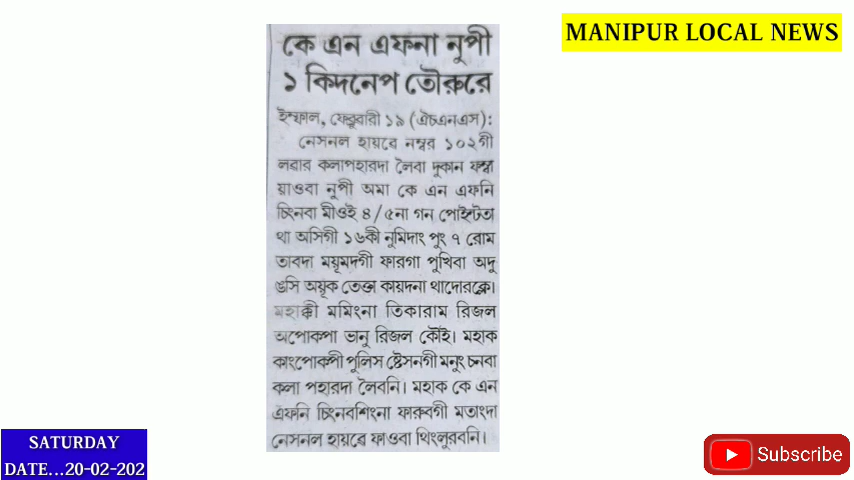 MANIPUR LOCAL NEWS
কে এন এফনা নুপী
১ কিদনেপ তৌরুরে
ইম্ফাল, ফেব্রুবারী ১৯ (ঐচএনএস):
নেসনল হায়ৱে নম্বর ১০২গী
লৱার কলাপহারদা লৈবা দুকান ফম্বা
য়াওবা নুপী অমা কে এন এফনি
চিংনবা মীওই ৪/৫না গন পোইন্টতা
থা অসিগী ১৬কী নুমিদাং পুং ৭ রোম
তাবদা ময়ূমদগী ফারগা পুখিবা অদু
ঙসি অয়ূক তেত্তা কায়দনা থাদোরক্লে।
মহাক্কী মমিংনা তিকারাম রিজল
অপোকপা ভানু রিজল কৌই। মহাক
কাংপোকপী পুলিস ষ্টেসনগী মনুং চনবা
কলা পহারদা লৈবনি। মহাক কে এন
এফনি চিংনবশিংনা ফারুবগী মতাংদা
নেসনল হায়ৱে ফাওবা থিংলুরবনি।
SATURDAY
DATE...20-02-202
Subscribe